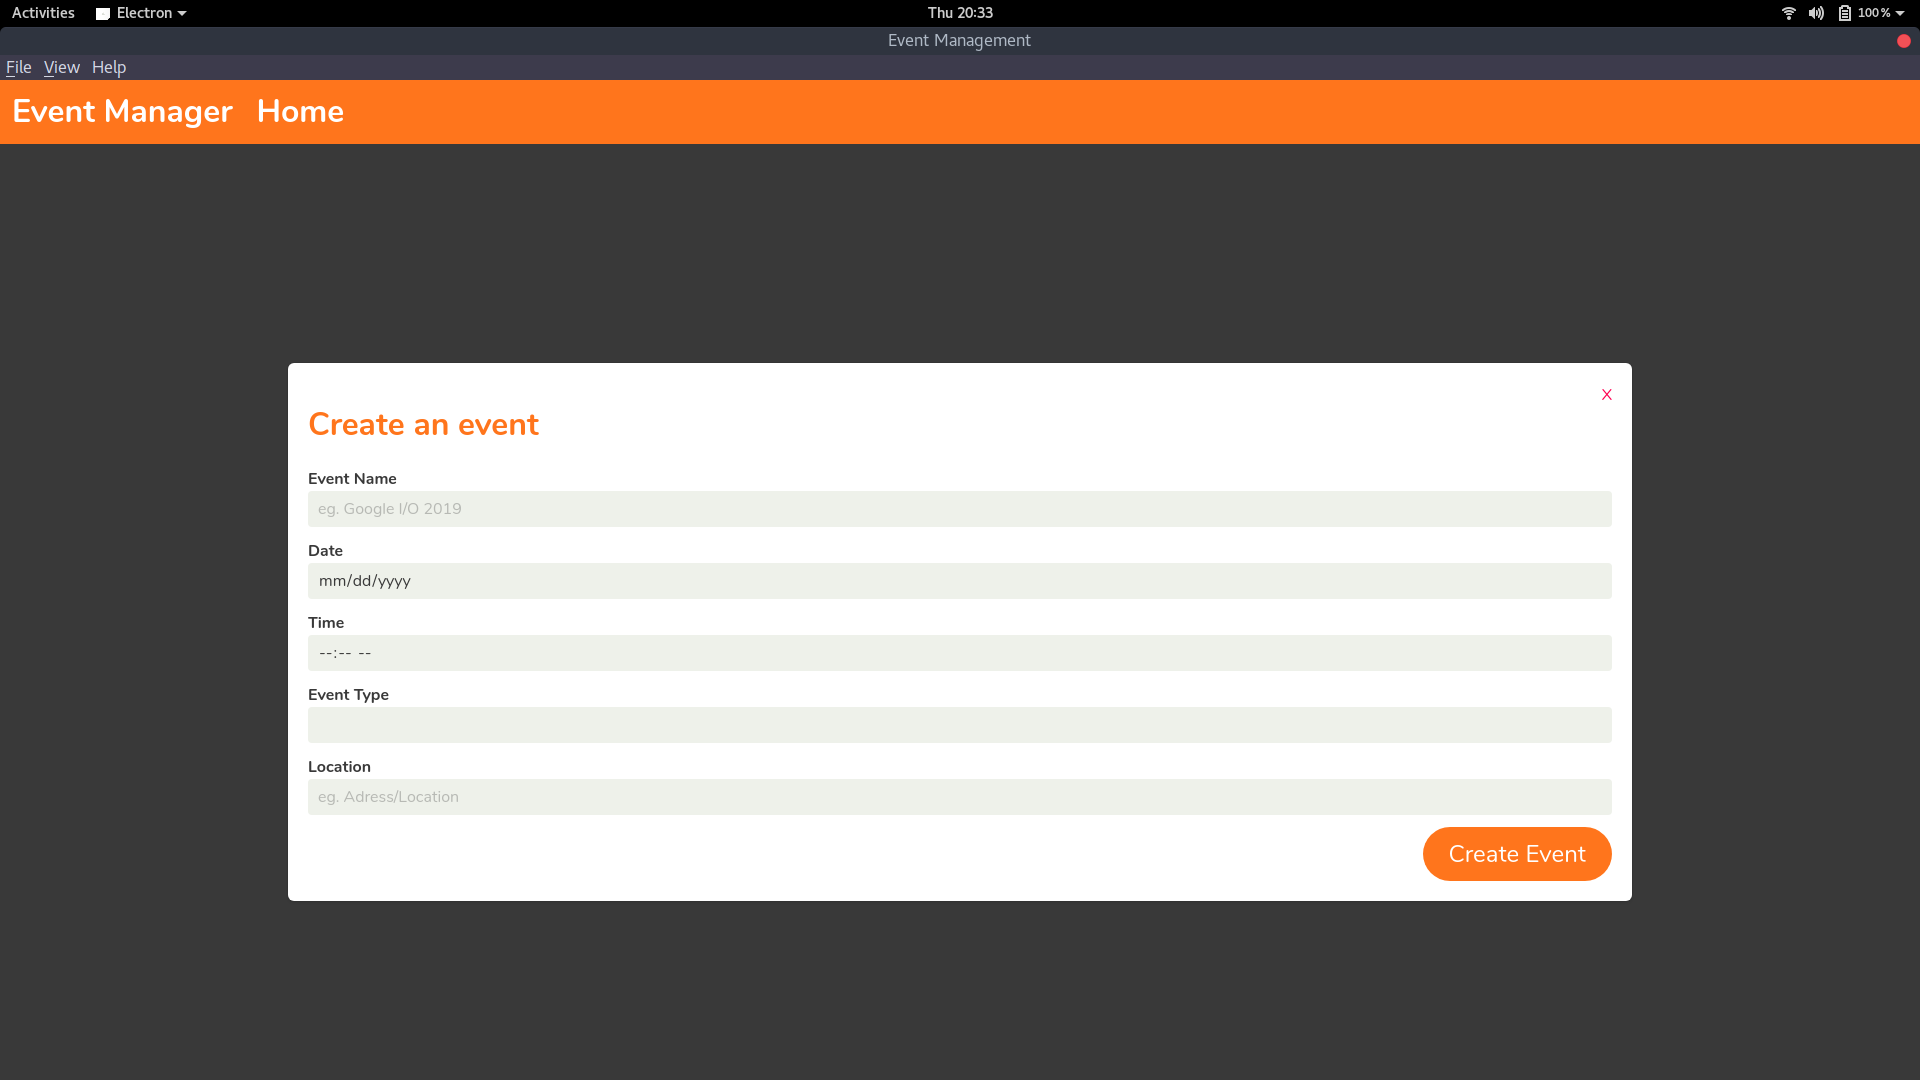 Activities Electron Thu 20:33 100%
Event Management
File View Help
Event Manager Home
X
Create an event
Event Name
eg. Google I/O 2019
Date
mm/dd/yyyy
Time
--:-- --
Event Type
Location
eg. Adress/Location
Create Event